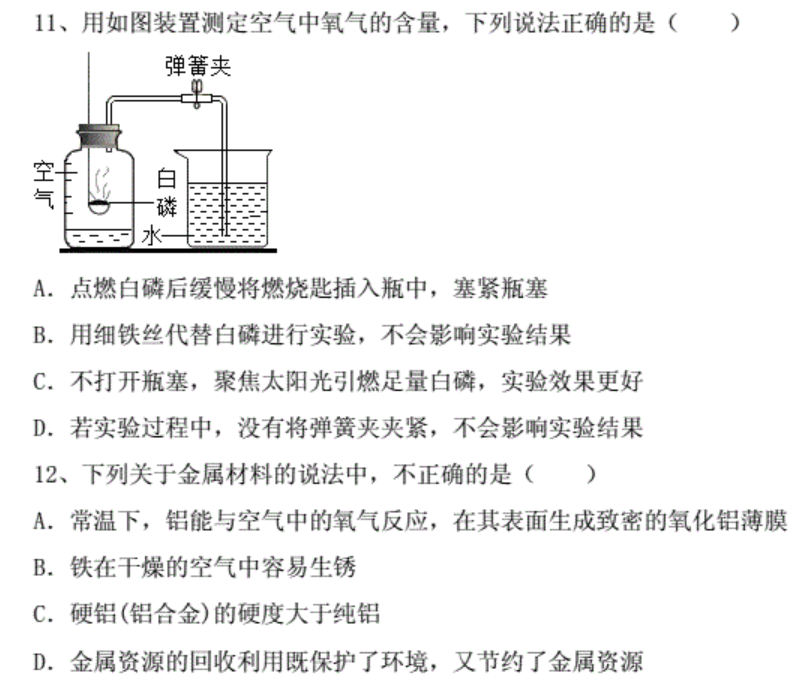 11、用如图装置测定空气中氧气的含量，下列说法正确的是（　　）
弹簧夹
空气
白磷
水
A．点燃白磷后缓慢将燃烧匙插入瓶中，塞紧瓶塞
B．用细铁丝代替白磷进行实验，不会影响实验结果
C．不打开瓶塞，聚焦太阳光引燃足量白磷，实验效果更好
D．若实验过程中，没有将弹簧夹夹紧，不会影响实验结果
12、下列关于金属材料的说法中，不正确的是（　　）
A．常温下，铝能与空气中的氧气反应，在其表面生成致密的氧化铝薄膜
B．铁在干燥的空气中容易生锈
C．硬铝(铝合金)的硬度大于纯铝
D．金属资源的回收利用既保护了环境，又节约了金属资源